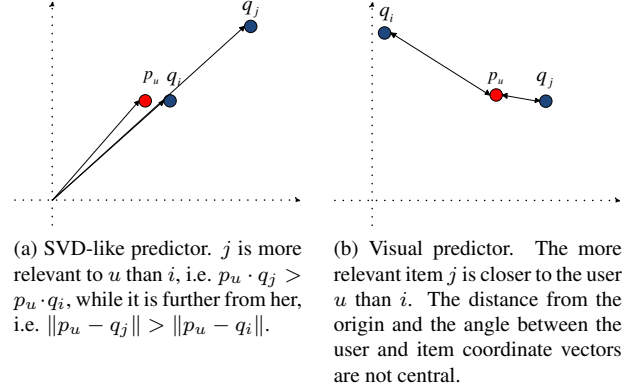 q_j
p_u q_i
q_i
p_u q_j
(a) SVD-like predictor. j is more
relevant to u than i, i.e. p_u · q_j >
p_u · q_i, while it is further from her,
i.e. ‖p_u − q_j‖ > ‖p_u − q_i‖.
(b) Visual predictor. The more
relevant item j is closer to the user
u than i. The distance from the
origin and the angle between the
user and item coordinate vectors
are not central.